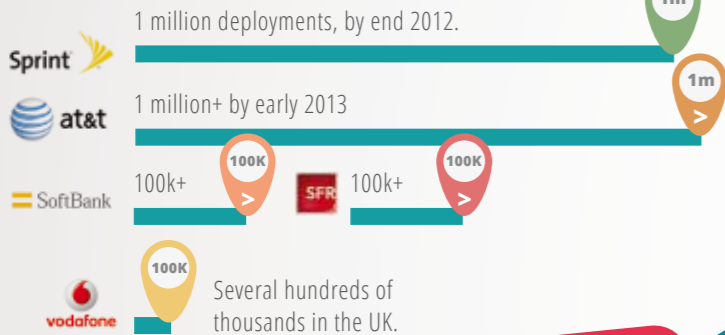 1m
1 million deployments, by end 2012.
Sprint
1m
>
1 million+ by early 2013
at&t
100K
>
100K
>
100k+
SFR
100k+
SoftBank
100K
Several hundreds of
thousands in the UK.
vodafone